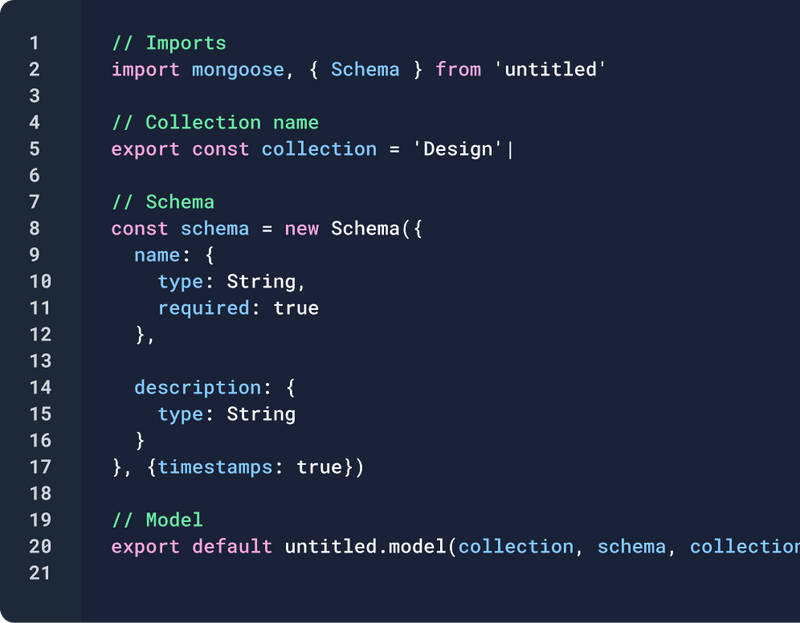 1 // Imports
2 import mongoose, { Schema } from 'untitled'
3
4 // Collection name
5 export const collection = 'Design'|
6
7 // Schema
8 const schema = new Schema({
9   name: {
10     type: String,
11     required: true
12   },
13
14   description: {
15     type: String
16   }
17 }, {timestamps: true})
18
19 // Model
20 export default untitled.model(collection, schema, collection
21